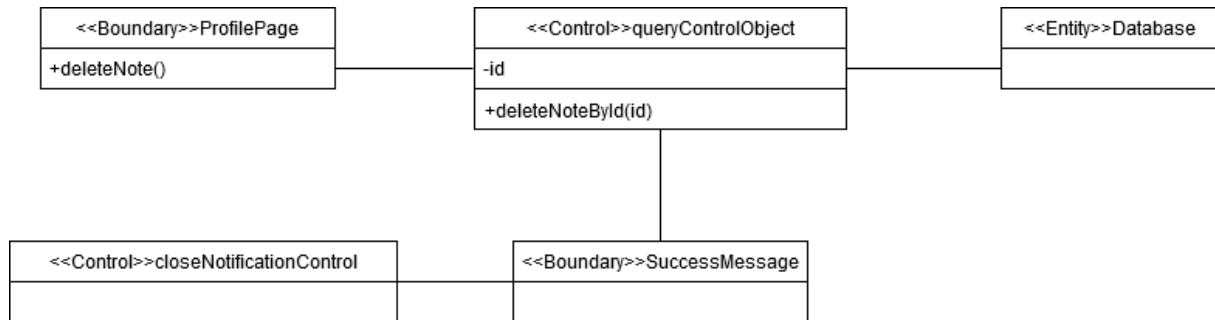 <<Boundary>>ProfilePage
+deleteNote()
<<Control>>queryControlObject
-id
+deleteNoteById(id)
<<Entity>>Database
<<Control>>closeNotificationControl
<<Boundary>>SuccessMessage